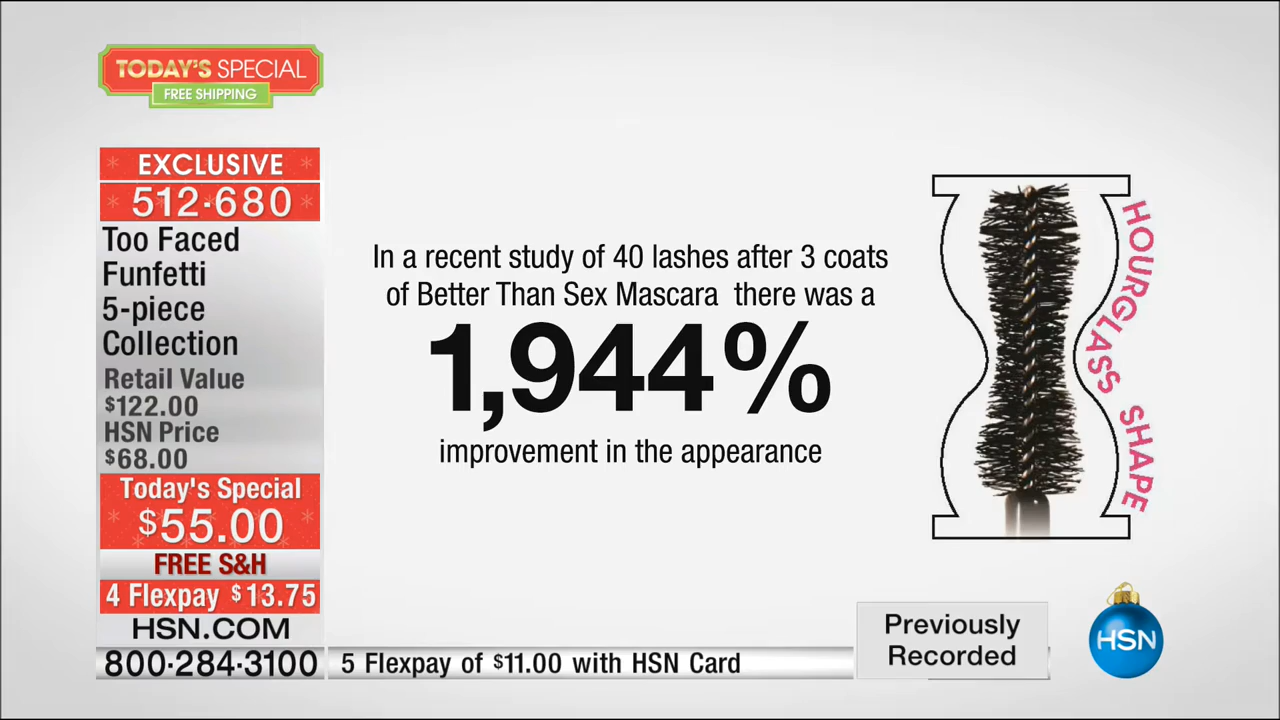 TODAY'S SPECIAL
FREE SHIPPING
EXCLUSIVE
512·680
Too Faced
Funfetti
5-piece
Collection
Retail Value
$122.00
HSN Price
$68.00
Today's Special
$55.00
FREE S&H
4 Flexpay $13.75
HSN.COM
800·284·3100
5 Flexpay of $11.00 with HSN Card
In a recent study of 40 lashes after 3 coats
of Better Than Sex Mascara there was a
1,944%
improvement in the appearance
HOURGLASS SHAPE
Previously
Recorded
HSN